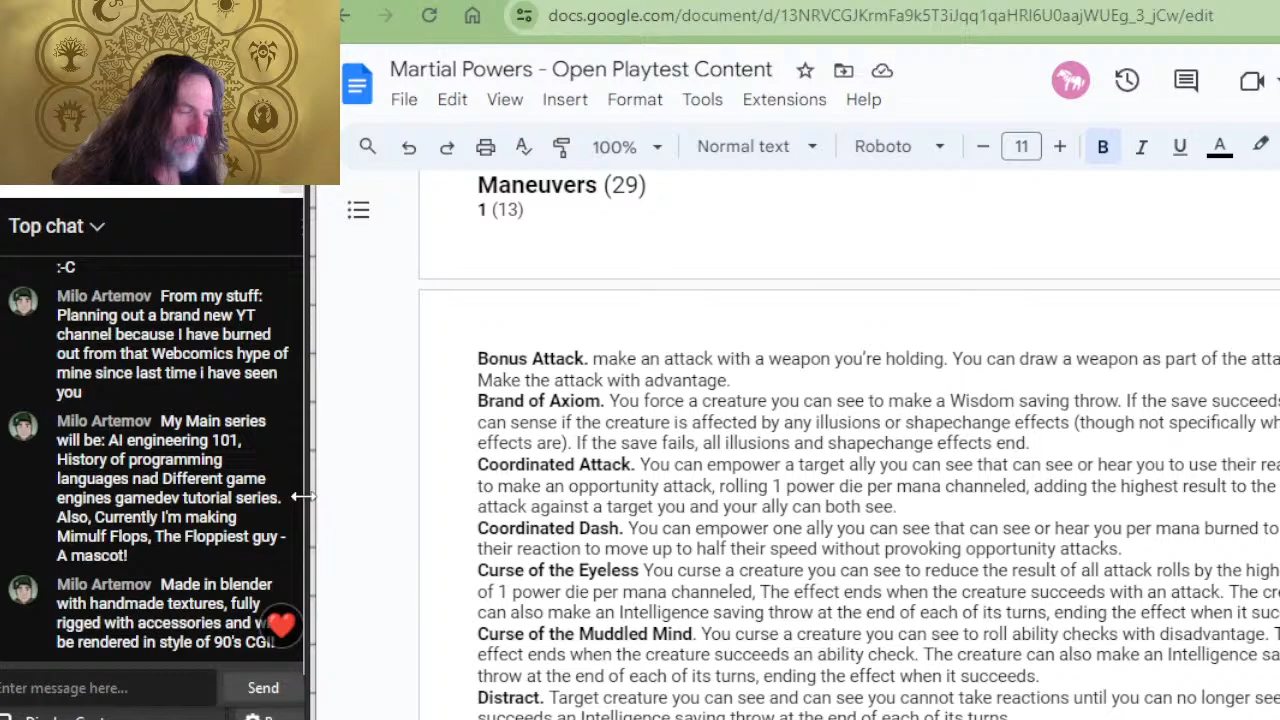 docs.google.com/document/d/13NRVCGJKrmFa9k5T3iJqq1qaHRI6U0aajWUEg_3_jCw/edit
Martial Powers - Open Playtest Content
File Edit View Insert Format Tools Extensions Help
100% Normal text Roboto 11 B I U A
Maneuvers (29)
1 (13)
Bonus Attack. make an attack with a weapon you're holding. You can draw a weapon as part of the
Make the attack with advantage.
Brand of Axiom. You force a creature you can see to make a Wisdom saving throw. If the save
can sense if the creature is affected by any illusions or shapechange effects (though not specifically
effects are). If the save fails, all illusions and shapechange effects end.
Coordinated Attack. You can empower a target ally you can see that can see or hear you to use their
to make an opportunity attack, rolling 1 power die per mana channeled, adding the highest result to the
attack against a target you and your ally can both see.
Coordinated Dash. You can empower one ally you can see that can see or hear you per mana burned to
their reaction to move up to half their speed without provoking opportunity attacks.
Curse of the Eyeless You curse a creature you can see to reduce the result of all attack rolls by the
of 1 power die per mana channeled, The effect ends when the creature succeeds with an attack. The
can also make an Intelligence saving throw at the end of each of its turns, ending the effect when it
Curse of the Muddled Mind. You curse a creature you can see to roll ability checks with disadvantage.
effect ends when the creature succeeds an ability check. The creature can also make an Intelligence
throw at the end of each of its turns, ending the effect when it succeeds.
Distract. Target creature you can see and can see you cannot take reactions until you can no longer
succeeds an Intelligence saving throw at the end of each of its turns.
Top chat
:-C
Milo Artemov From my stuff:
Planning out a brand new YT
channel because I have burned
out from that Webcomics hype of
mine since last time i have seen
you
Milo Artemov My Main series
will be: AI engineering 101,
History of programming
languages nad Different game
engines gamedev tutorial series.
Also, Currently I'm making
Mimulf Flops, The Floppiest guy -
A mascot!
Milo Artemov Made in blender
with handmade textures, fully
rigged with accessories and
be rendered in style of 90's CGI!
Enter message here...
Send